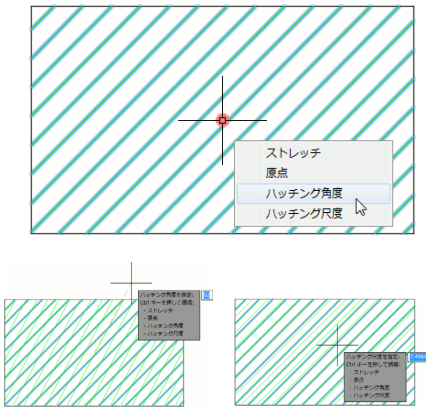 ストレッチ
原点
ハッチング角度
ハッチング尺度
ハッチング角度を指定:
Ctrl キーを押して循環:
- ストレッチ
- 原点
- ハッチング角度
- ハッチング尺度
ハッチング尺度を指定:
Ctrl キーを押して循環:
- ストレッチ
- 原点
- ハッチング角度
- ハッチング尺度